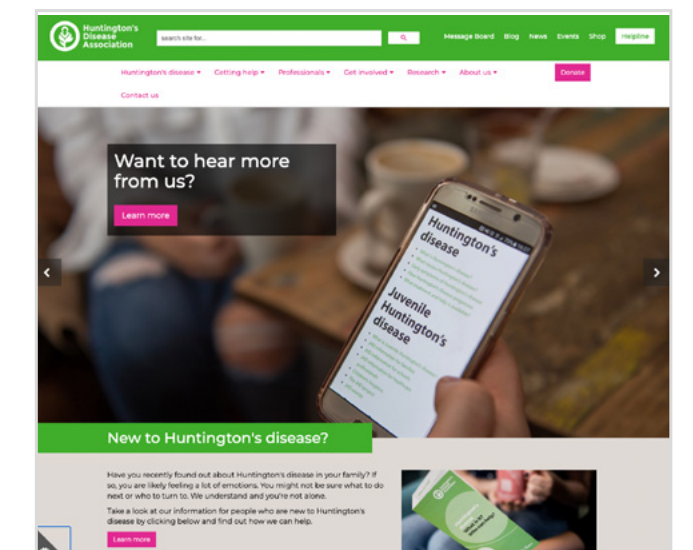 Huntington's
Disease
Association
search site for...
Message Board Blog News Events Shop Helpline
Huntington's disease Getting help Professionals Get involved Research About us Donate
Contact us
Want to hear more
from us?
Learn more
Huntington's
disease
Juvenile
Huntington's
disease
New to Huntington's disease?
Have you recently found out about Huntington's disease in your family? If
so, you are likely feeling a lot of emotions. You might not be sure what to do
next or who to turn to. We understand and you're not alone.
Take a look at our information for people who are new to Huntington's
disease by clicking below and find out how we can help.
Learn more